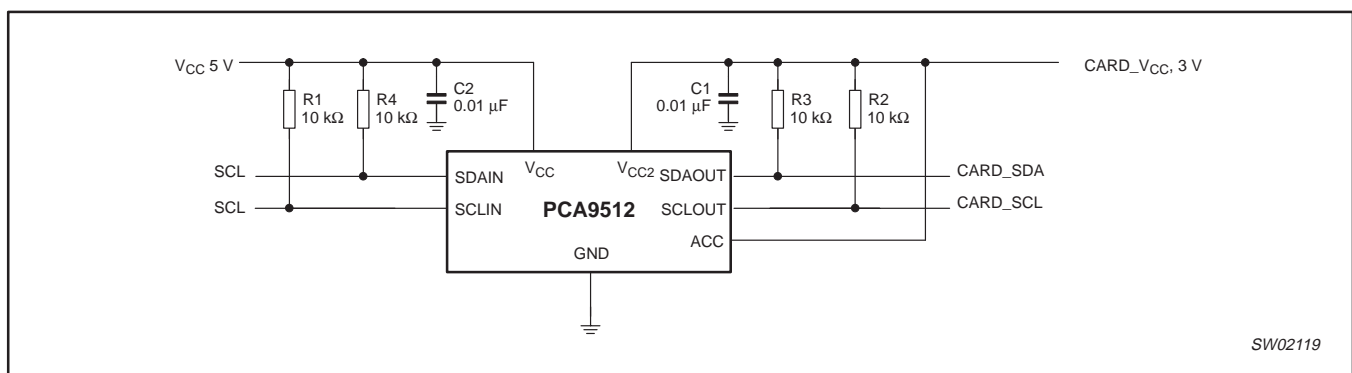 VCC 5 V
R1
10 kΩ
R4
10 kΩ
C2
0.01 µF
C1
0.01 µF
R3
10 kΩ
R2
10 kΩ
CARD_VCC, 3 V
SCL
SCL
SDAIN
VCC
VCC2
SDAOUT
SCLIN
PCA9512
SCLOUT
ACC
GND
CARD_SDA
CARD_SCL
SW02119